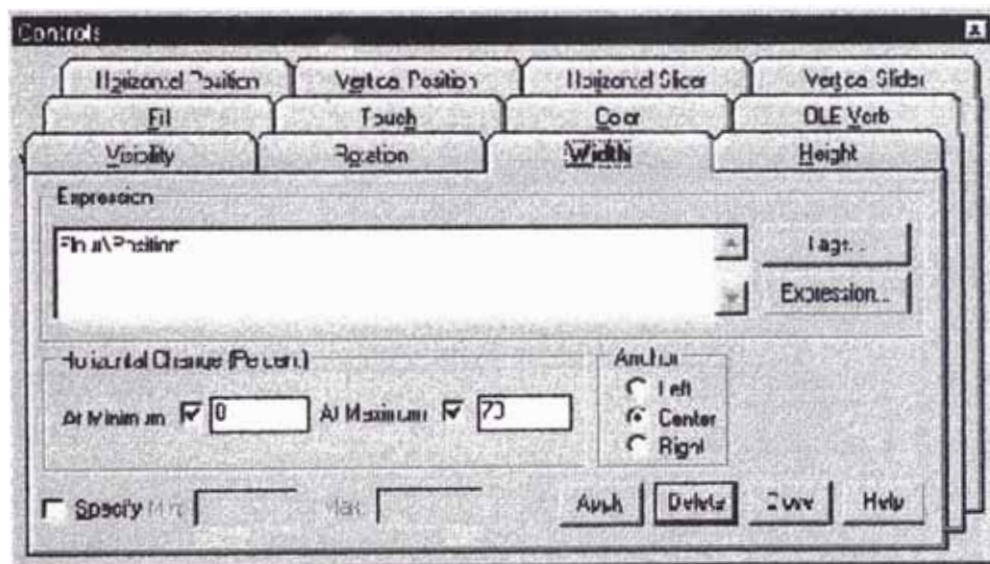 Controls
Horizontal Position Vertical Position Horizontal Slider Vertical Slider
Fill Touch Color OLE Verb
Visibility Rotation Width Height
Expression
\Position
Tags...
Expression...
Horizontal Change (Percent)
At Minimum 0 At Maximum
Anchor
Left
Center
Right
Specify Min Max
Apply Delete Close Help